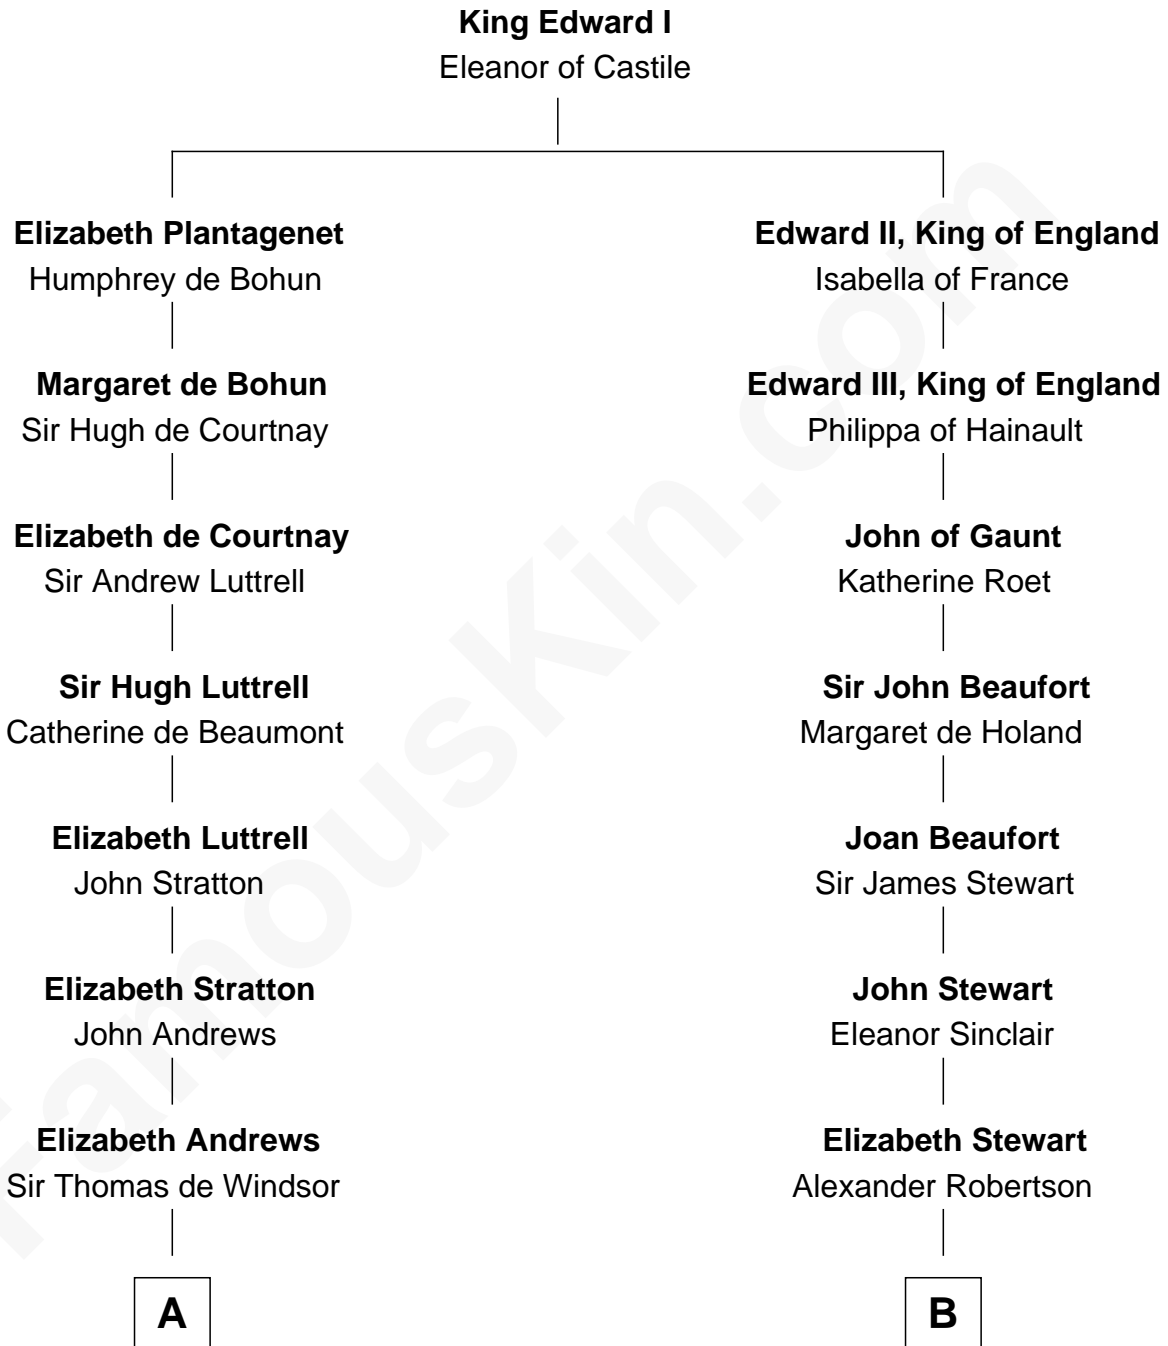 King Edward I
Eleanor of Castile
Elizabeth Plantagenet
Humphrey de Bohun
Edward II, King of England
Isabella of France
Margaret de Bohun
Sir Hugh de Courtnay
Edward III, King of England
Philippa of Hainault
Elizabeth de Courtnay
Sir Andrew Luttrell
John of Gaunt
Katherine Roet
Sir Hugh Luttrell
Catherine de Beaumont
Sir John Beaufort
Margaret de Holand
Elizabeth Luttrell
John Stratton
Joan Beaufort
Sir James Stewart
Elizabeth Stratton
John Andrews
John Stewart
Eleanor Sinclair
Elizabeth Andrews
Sir Thomas de Windsor
Elizabeth Stewart
Alexander Robertson
A
B
FamousKin.com